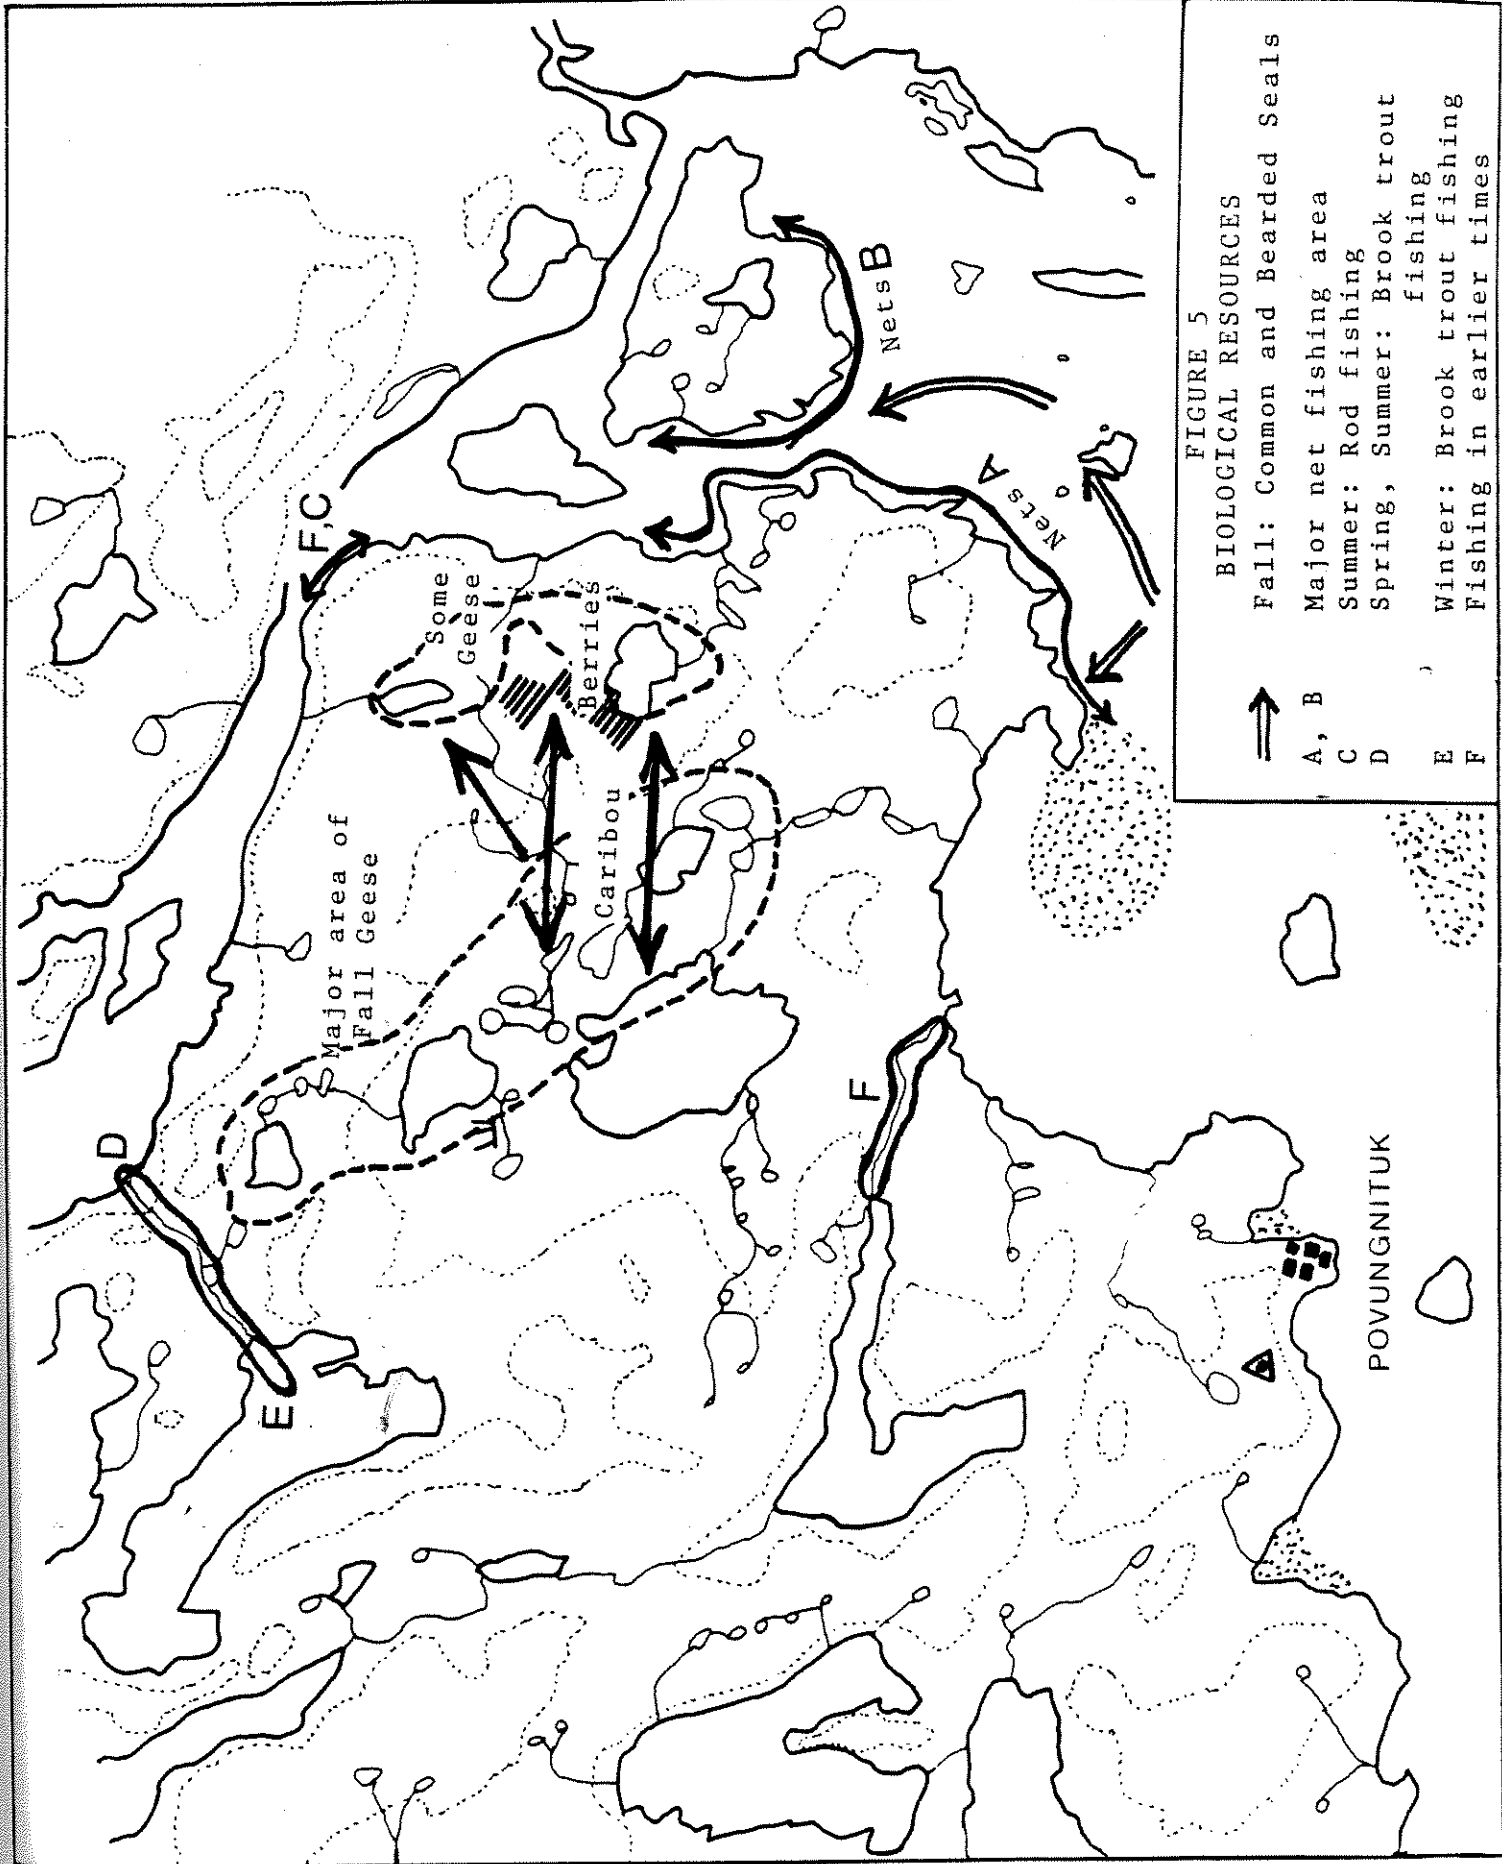 F,C
D
E
Major area of
Fall Geese
Some
Geese
Berries
Caribou
Nets B
Nets A
F
POVUNGNITUK
FIGURE 5
BIOLOGICAL RESOURCES
⇒ Fall: Common and Bearded Seals
A, B Major net fishing area
C Summer: Rod fishing
D Spring, Summer: Brook trout
fishing
E Winter: Brook trout fishing
F Fishing in earlier times